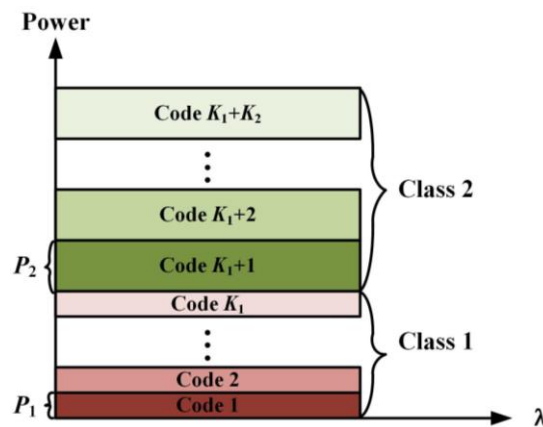 Power
Code K₁+K₂
⋮
Class 2
Code K₁+2
P₂
Code K₁+1
Code K₁
⋮
Class 1
Code 2
P₁
Code 1
λ